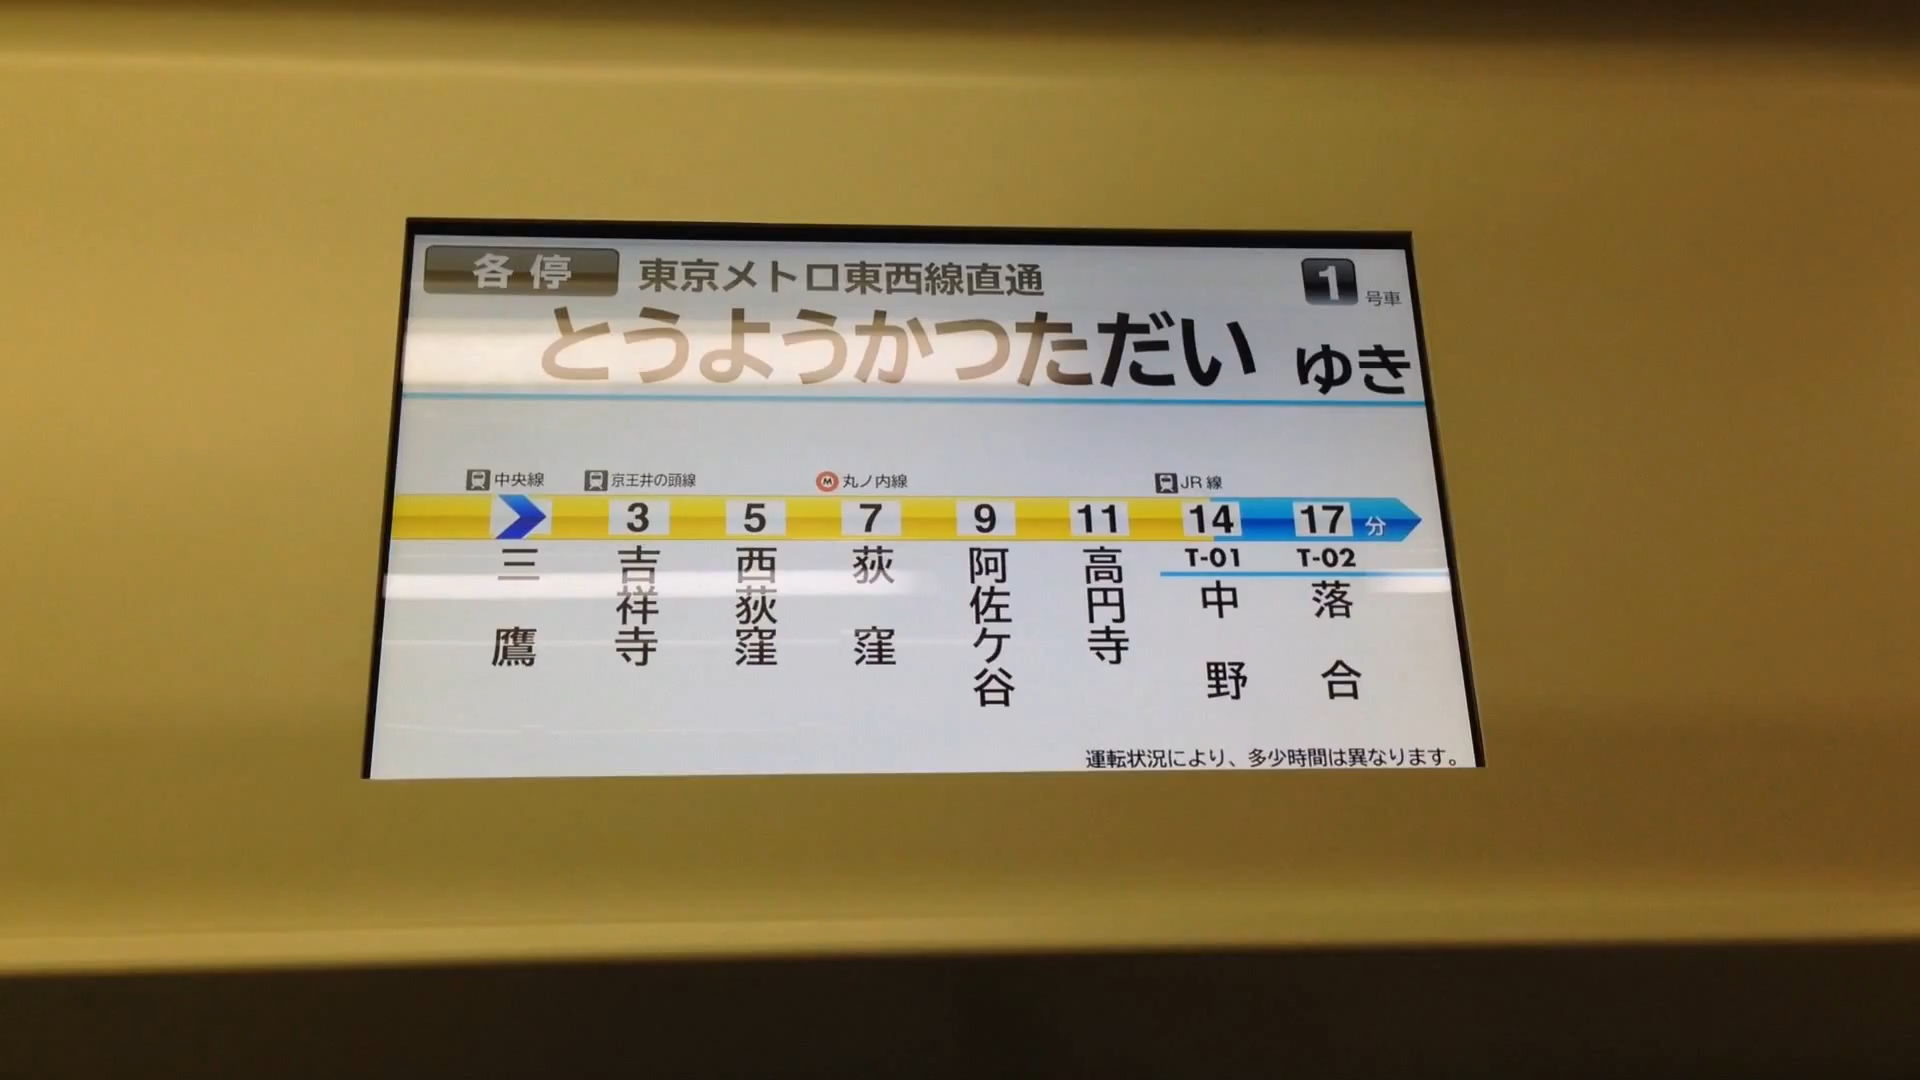 各停 東京メトロ東西線直通 1号車
とうようかつただい ゆき
中央線 京王井の頭線 M 丸ノ内線 JR線
3 5 7 9 11 14 17 分
T-01 T-02
三鷹
吉祥寺
西荻窪
荻窪
阿佐ケ谷
高円寺
中野
落合
運転状況により、多少時間は異なります。